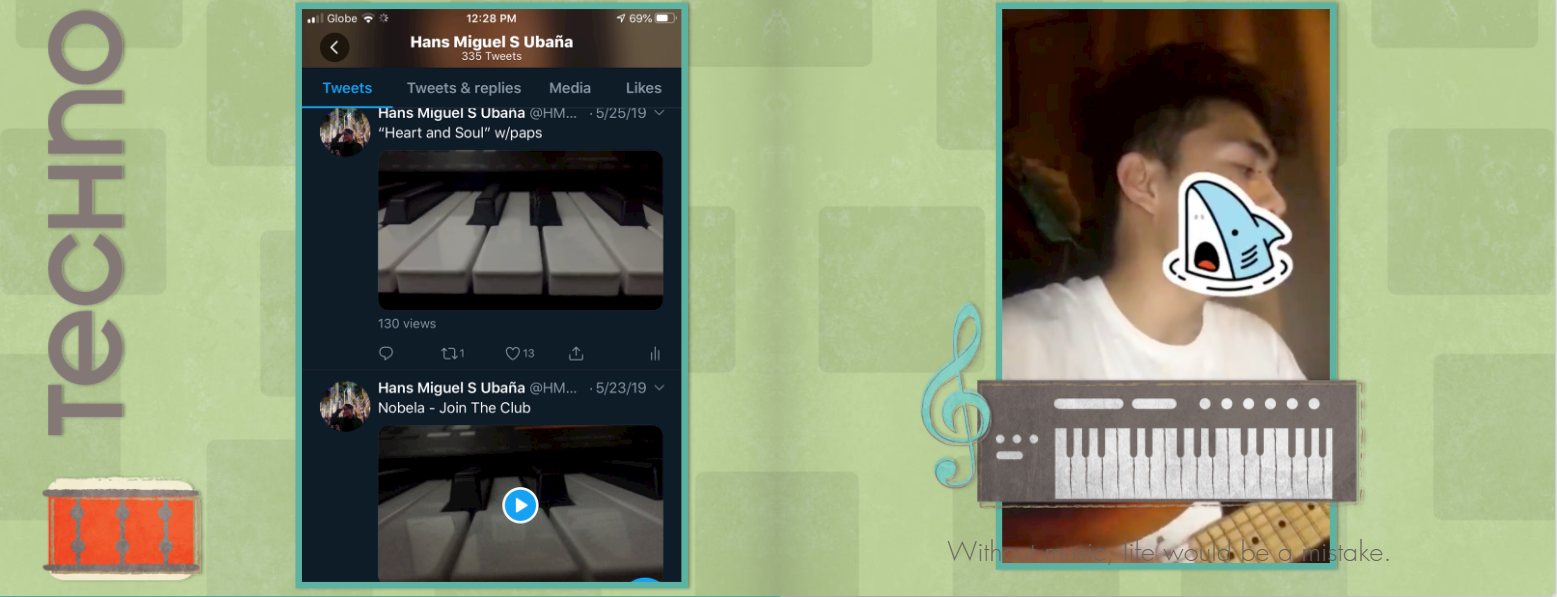 TecHno
Globe 12:28 PM 69%
Hans Miguel S Ubaña
335 Tweets
Tweets Tweets & replies Media Likes
Hans Miguel S Ubaña @HM... · 5/25/19
“Heart and Soul” w/paps
130 views
1 13
Hans Miguel S Ubaña @HM... · 5/23/19
Nobela - Join The Club
Without music, life would be a mistake.